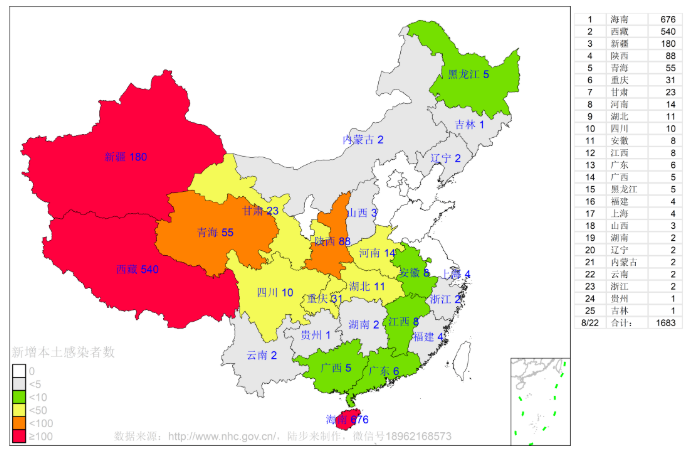 黑龙江 5
吉林 1
内蒙古 2
辽宁 2
新疆 180
甘肃 23
山西 3
青海 55
陕西 88
河南 14
西藏 540
安徽 8
上海 4
四川 10
重庆 31
湖北 11
浙江 2
湖南 2
江西 8
贵州 1
福建 4
云南 2
广西 5
广东 6
海南 676
新增本土感染者数
0
<5
<10
<50
<100
≥100
数据来源：http://www.nhc.gov.cn/，陆步来制作，微信号18962168573
1 海南 676
2 西藏 540
3 新疆 180
4 陕西 88
5 青海 55
6 重庆 31
7 甘肃 23
8 河南 14
9 湖北 11
10 四川 10
11 安徽 8
12 江西 8
13 广东 6
14 广西 5
15 黑龙江 5
16 福建 4
17 上海 4
18 山西 3
19 湖南 2
20 辽宁 2
21 内蒙古 2
22 云南 2
23 浙江 2
24 贵州 1
25 吉林 1
8/22 合计： 1683